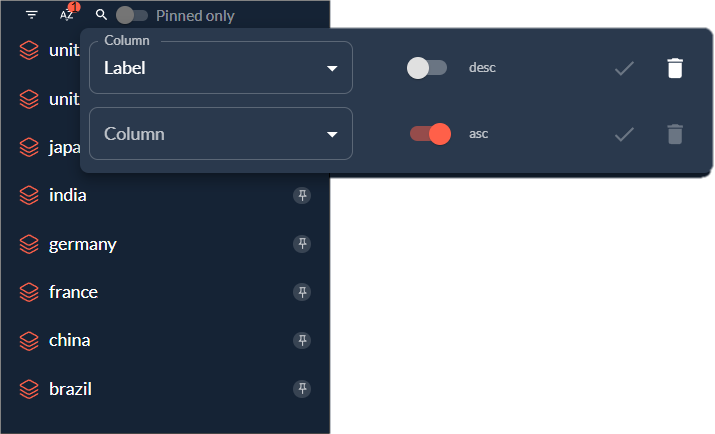 AZ 1 Pinned only
Column
Label desc
Column asc
unit
unit
japa
india
germany
france
china
brazil